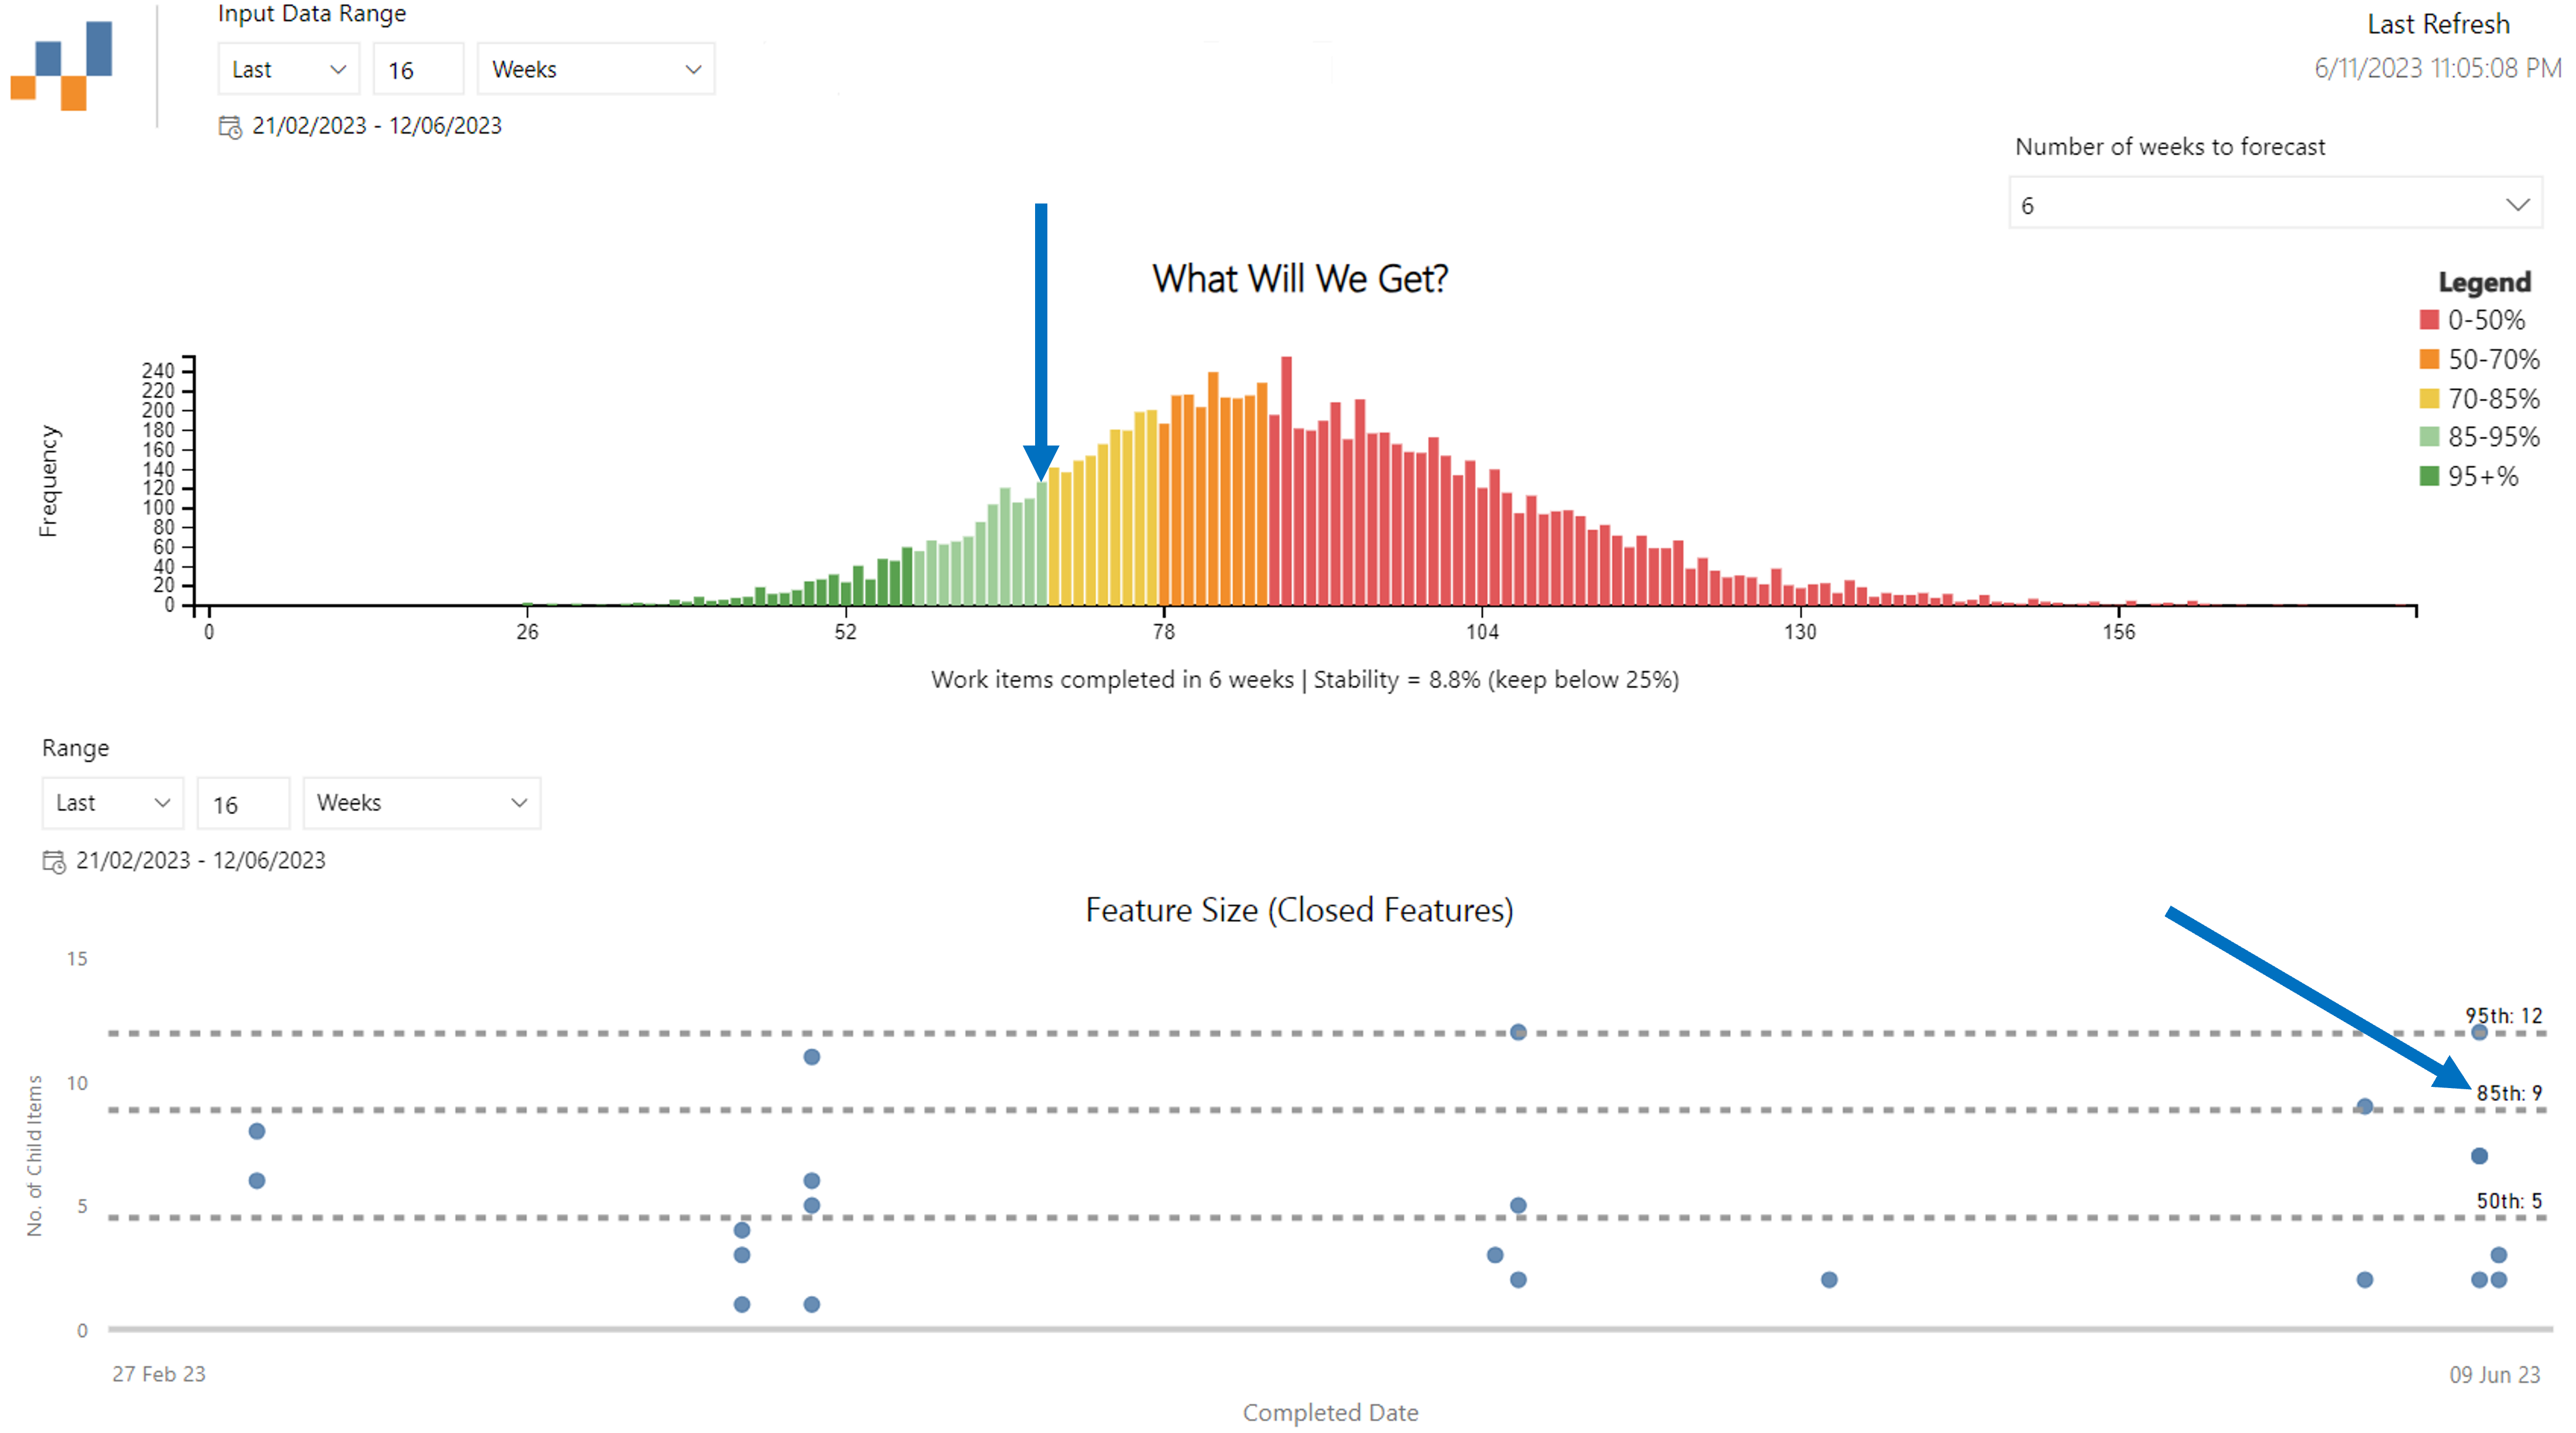 Input Data Range
Last 16 Weeks
21/02/2023 - 12/06/2023
Last Refresh
6/11/2023 11:05:08 PM
Number of weeks to forecast
6
What Will We Get?
Legend
0-50%
50-70%
70-85%
85-95%
95+%
Frequency
240
220
200
180
160
140
120
100
80
60
40
20
0
0 26 52 78 104 130 156
Work items completed in 6 weeks | Stability = 8.8% (keep below 25%)
Range
Last 16 Weeks
21/02/2023 - 12/06/2023
Feature Size (Closed Features)
No. of Child Items
15
10
5
0
95th: 12
85th: 9
50th: 5
27 Feb 23 09 Jun 23
Completed Date